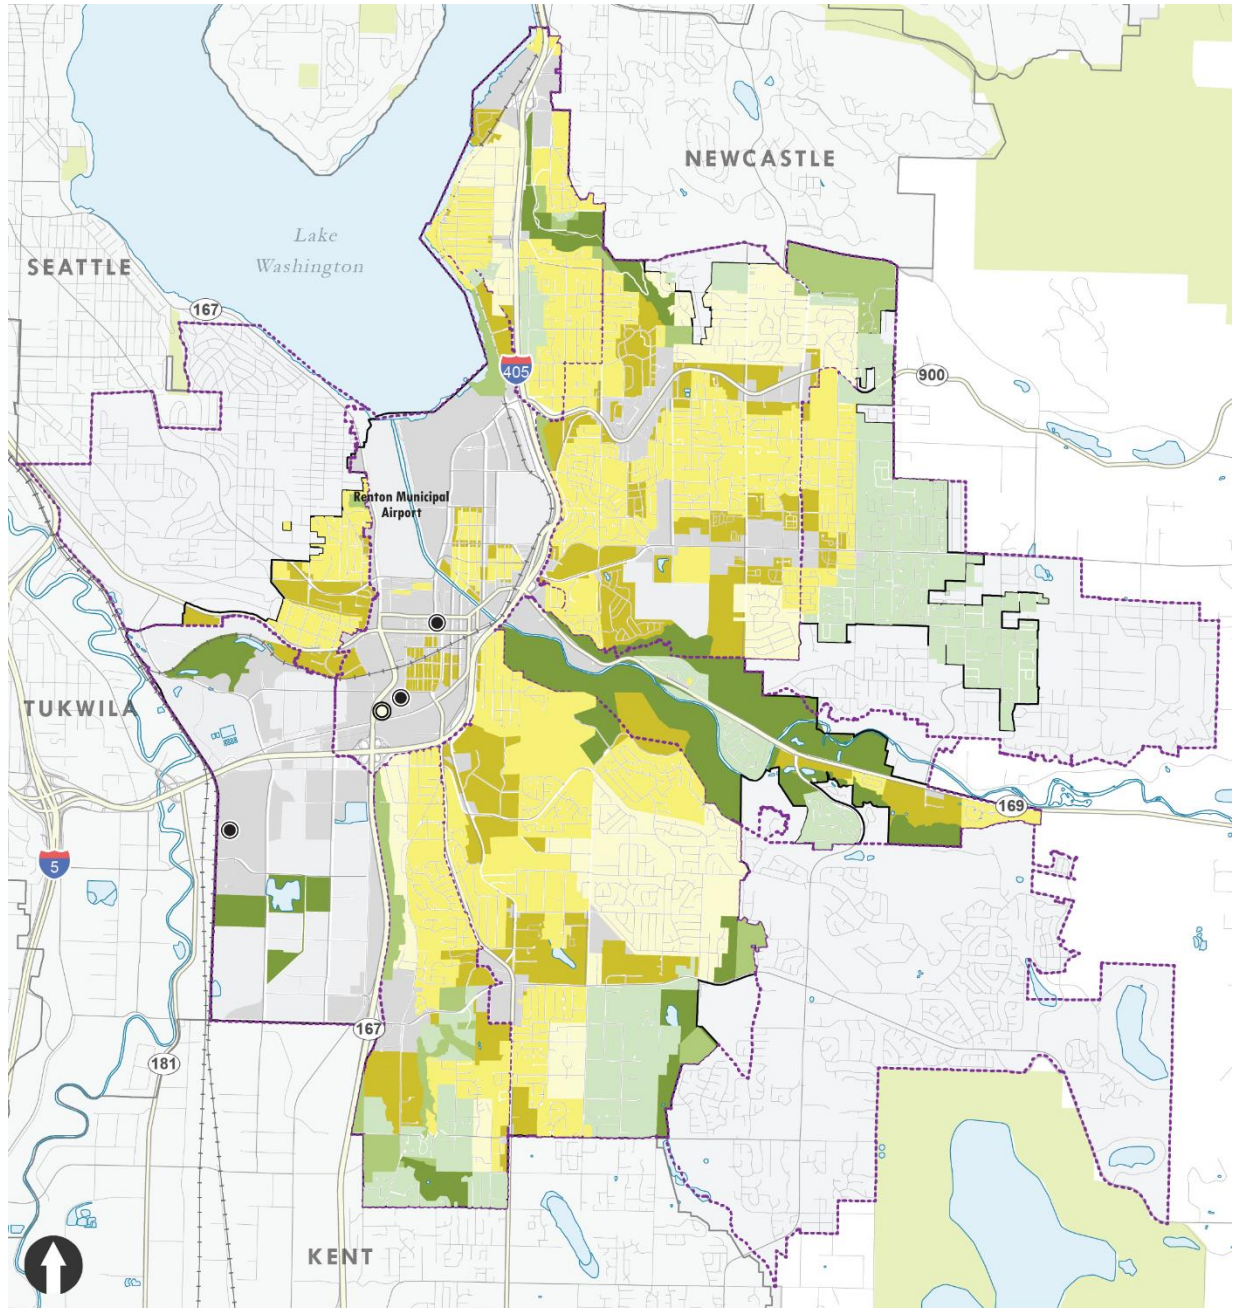 NEWCASTLE
Lake
Washington
SEATTLE
167
405
900
Renton Municipal
Airport
TUKWILA
169
5
167
181
KENT